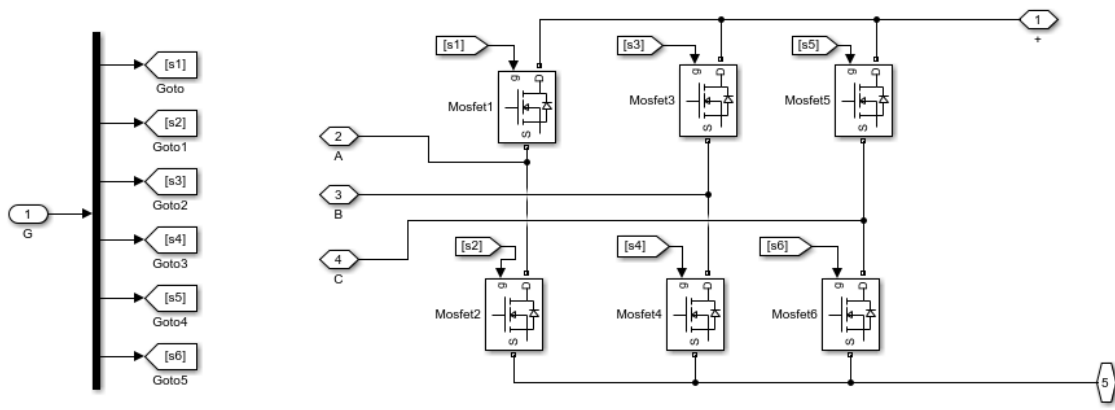 1
G
[s1]
Goto
[s2]
Goto1
[s3]
Goto2
[s4]
Goto3
[s5]
Goto4
[s6]
Goto5
1
+
[s1]
g
D
S
Mosfet1
[s3]
g
D
S
Mosfet3
[s5]
g
D
S
Mosfet5
2
A
3
B
4
C
[s2]
g
D
S
Mosfet2
[s4]
g
D
S
Mosfet4
[s6]
g
D
S
Mosfet6
5